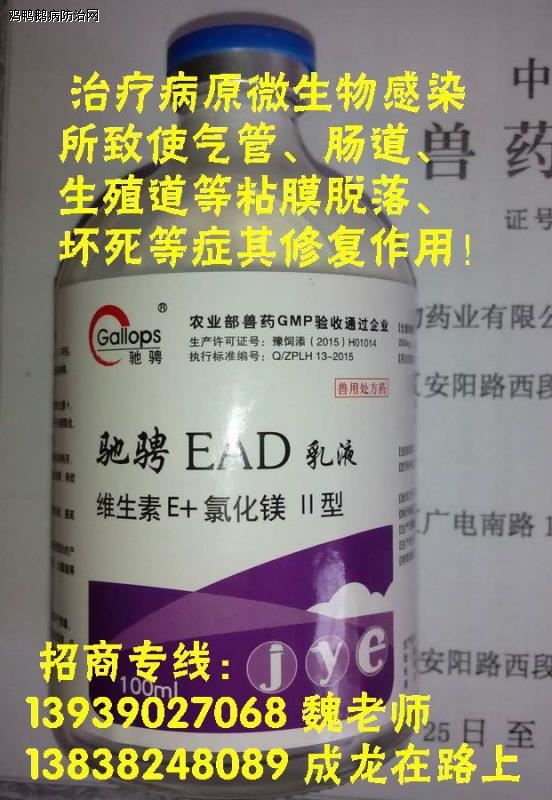 鸡鸭鹅病防治网
治疗病原微生物感染
所致使气管、肠道、
生殖道等粘膜脱落、
坏死等症其修复作用!
中
兽药
证号
物药业有限公
安阳路西段
广电南路
安阳路西段
25日 至
Gallops ®
驰骋
农业部兽药GMP验收通过企业
生产许可证号：豫饲添（2015）H01014
执行标准编号：Q/ZPLH 13-2015
兽用处方药
驰骋 EAD 乳液
维生素E+氯化镁 II型
jye
100ml
招商专线：
13939027068 魏老师
13838248089 成龙在路上